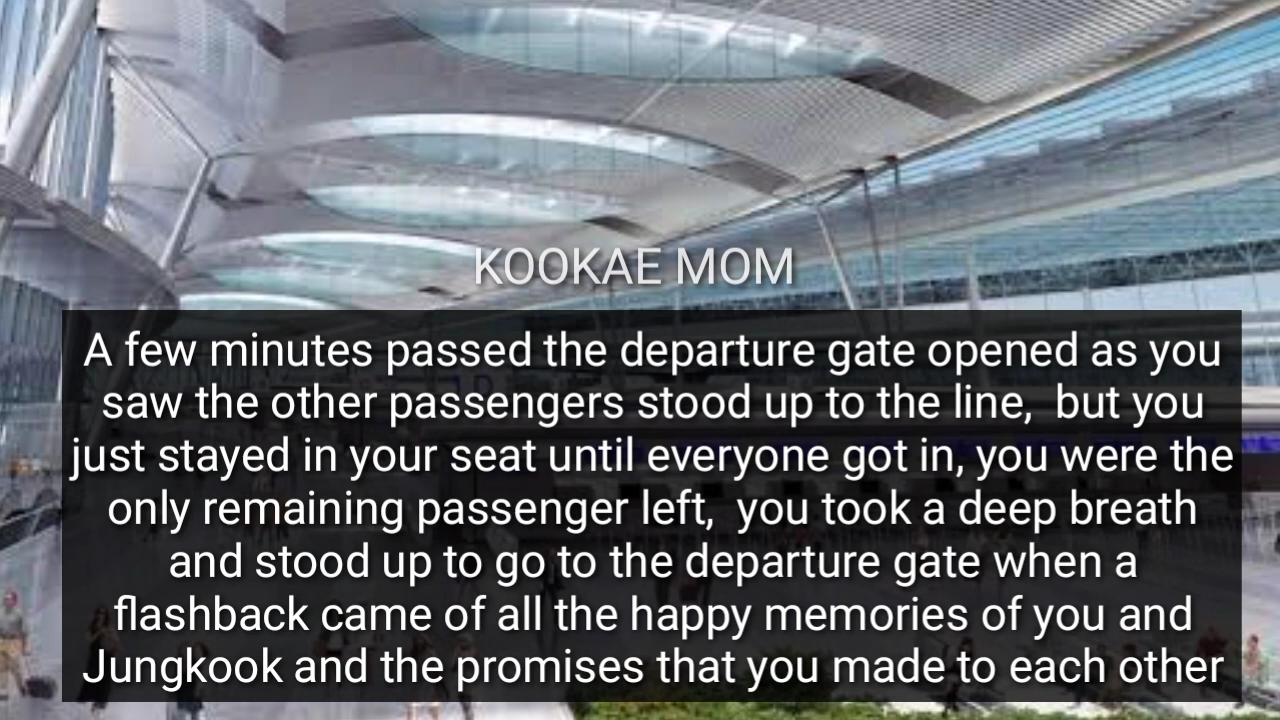 KOOKAE MOM
A few minutes passed the departure gate opened as you
saw the other passengers stood up to the line,  but you
just stayed in your seat until everyone got in, you were the
only remaining passenger left,  you took a deep breath
and stood up to go to the departure gate when a
flashback came of all the happy memories of you and
Jungkook and the promises that you made to each other